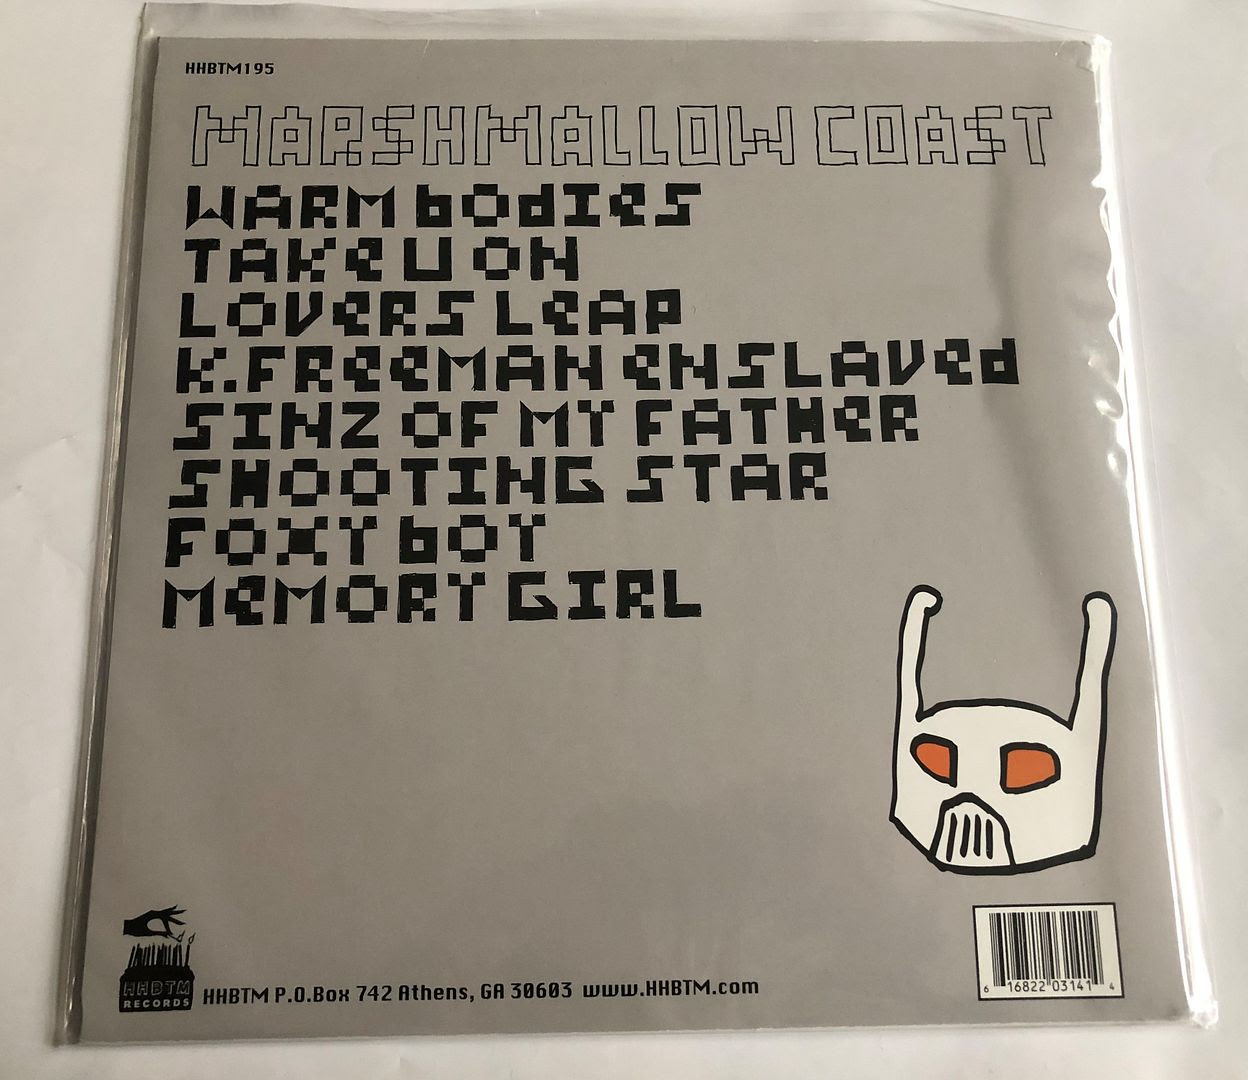 HHBTM195
MARSHMALLOW COAST
WARM bODIeS
TAKe U ON
LOVeRS LeAP
K.FReeMAN eNSLAVed
SINZ OF MY FATHeR
SHOOTING STAR
FOXY bOY
MeMORY GIRL
HHBTM
RECORDS
HHBTM P.O.Box 742 Athens, GA 30603 www.HHBTM.com
6 16822 03141 4